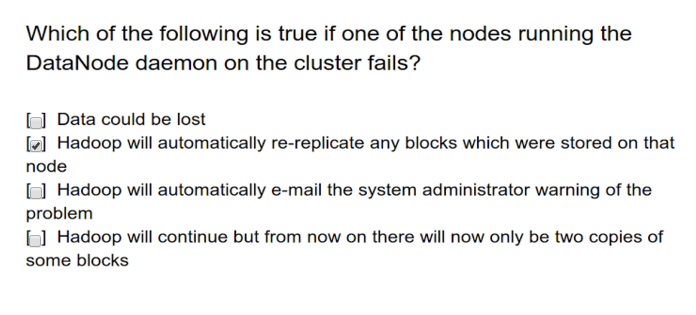 Which of the following is true if one of the nodes running the
DataNode daemon on the cluster fails?
[ ] Data could be lost
[✓] Hadoop will automatically re-replicate any blocks which were stored on that
node
[ ] Hadoop will automatically e-mail the system administrator warning of the
problem
[ ] Hadoop will continue but from now on there will now only be two copies of
some blocks